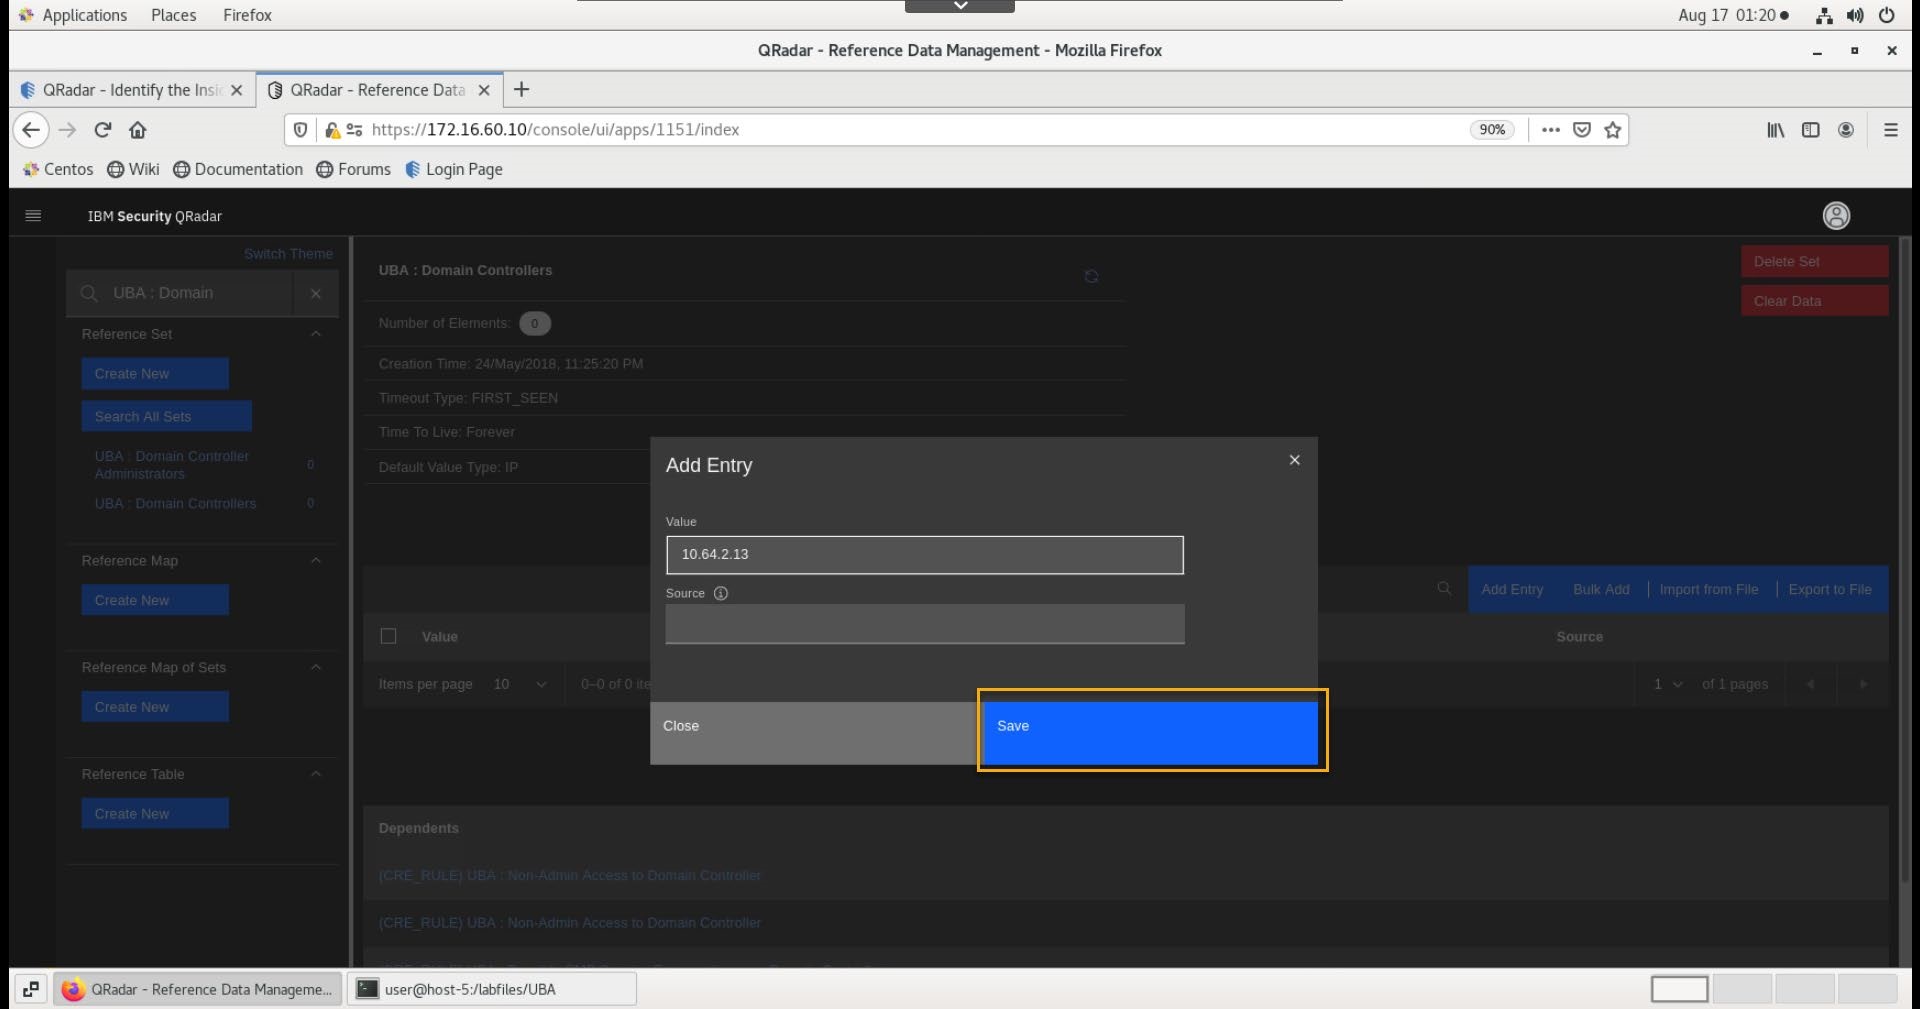 Applications Places Firefox Aug 17 01:20
QRadar - Reference Data Management - Mozilla Firefox
QRadar - Identify the Insi
QRadar - Reference Data
https://172.16.60.10/console/ui/apps/1151/index 90%
Centos Wiki Documentation Forums Login Page
IBM Security QRadar
Switch Theme
UBA : Domain
Reference Set
Create New
Search All Sets
UBA : Domain Controller
Administrators 0
UBA : Domain Controllers 0
Reference Map
Create New
Reference Map of Sets
Create New
Reference Table
Create New
UBA : Domain Controllers
Delete Set
Clear Data
Number of Elements: 0
Creation Time: 24/May/2018, 11:25:20 PM
Timeout Type: FIRST_SEEN
Time To Live: Forever
Default Value Type: IP
Add Entry
Value
10.64.2.13
Source
Close Save
Add Entry Bulk Add Import from File Export to File
Value Source
Items per page 10 0–0 of 0 ite 1 of 1 pages
Dependents
(CRE_RULE) UBA : Non-Admin Access to Domain Controller
(CRE_RULE) UBA : Non-Admin Access to Domain Controller
QRadar - Reference Data Manageme... user@host-5:/labfiles/UBA